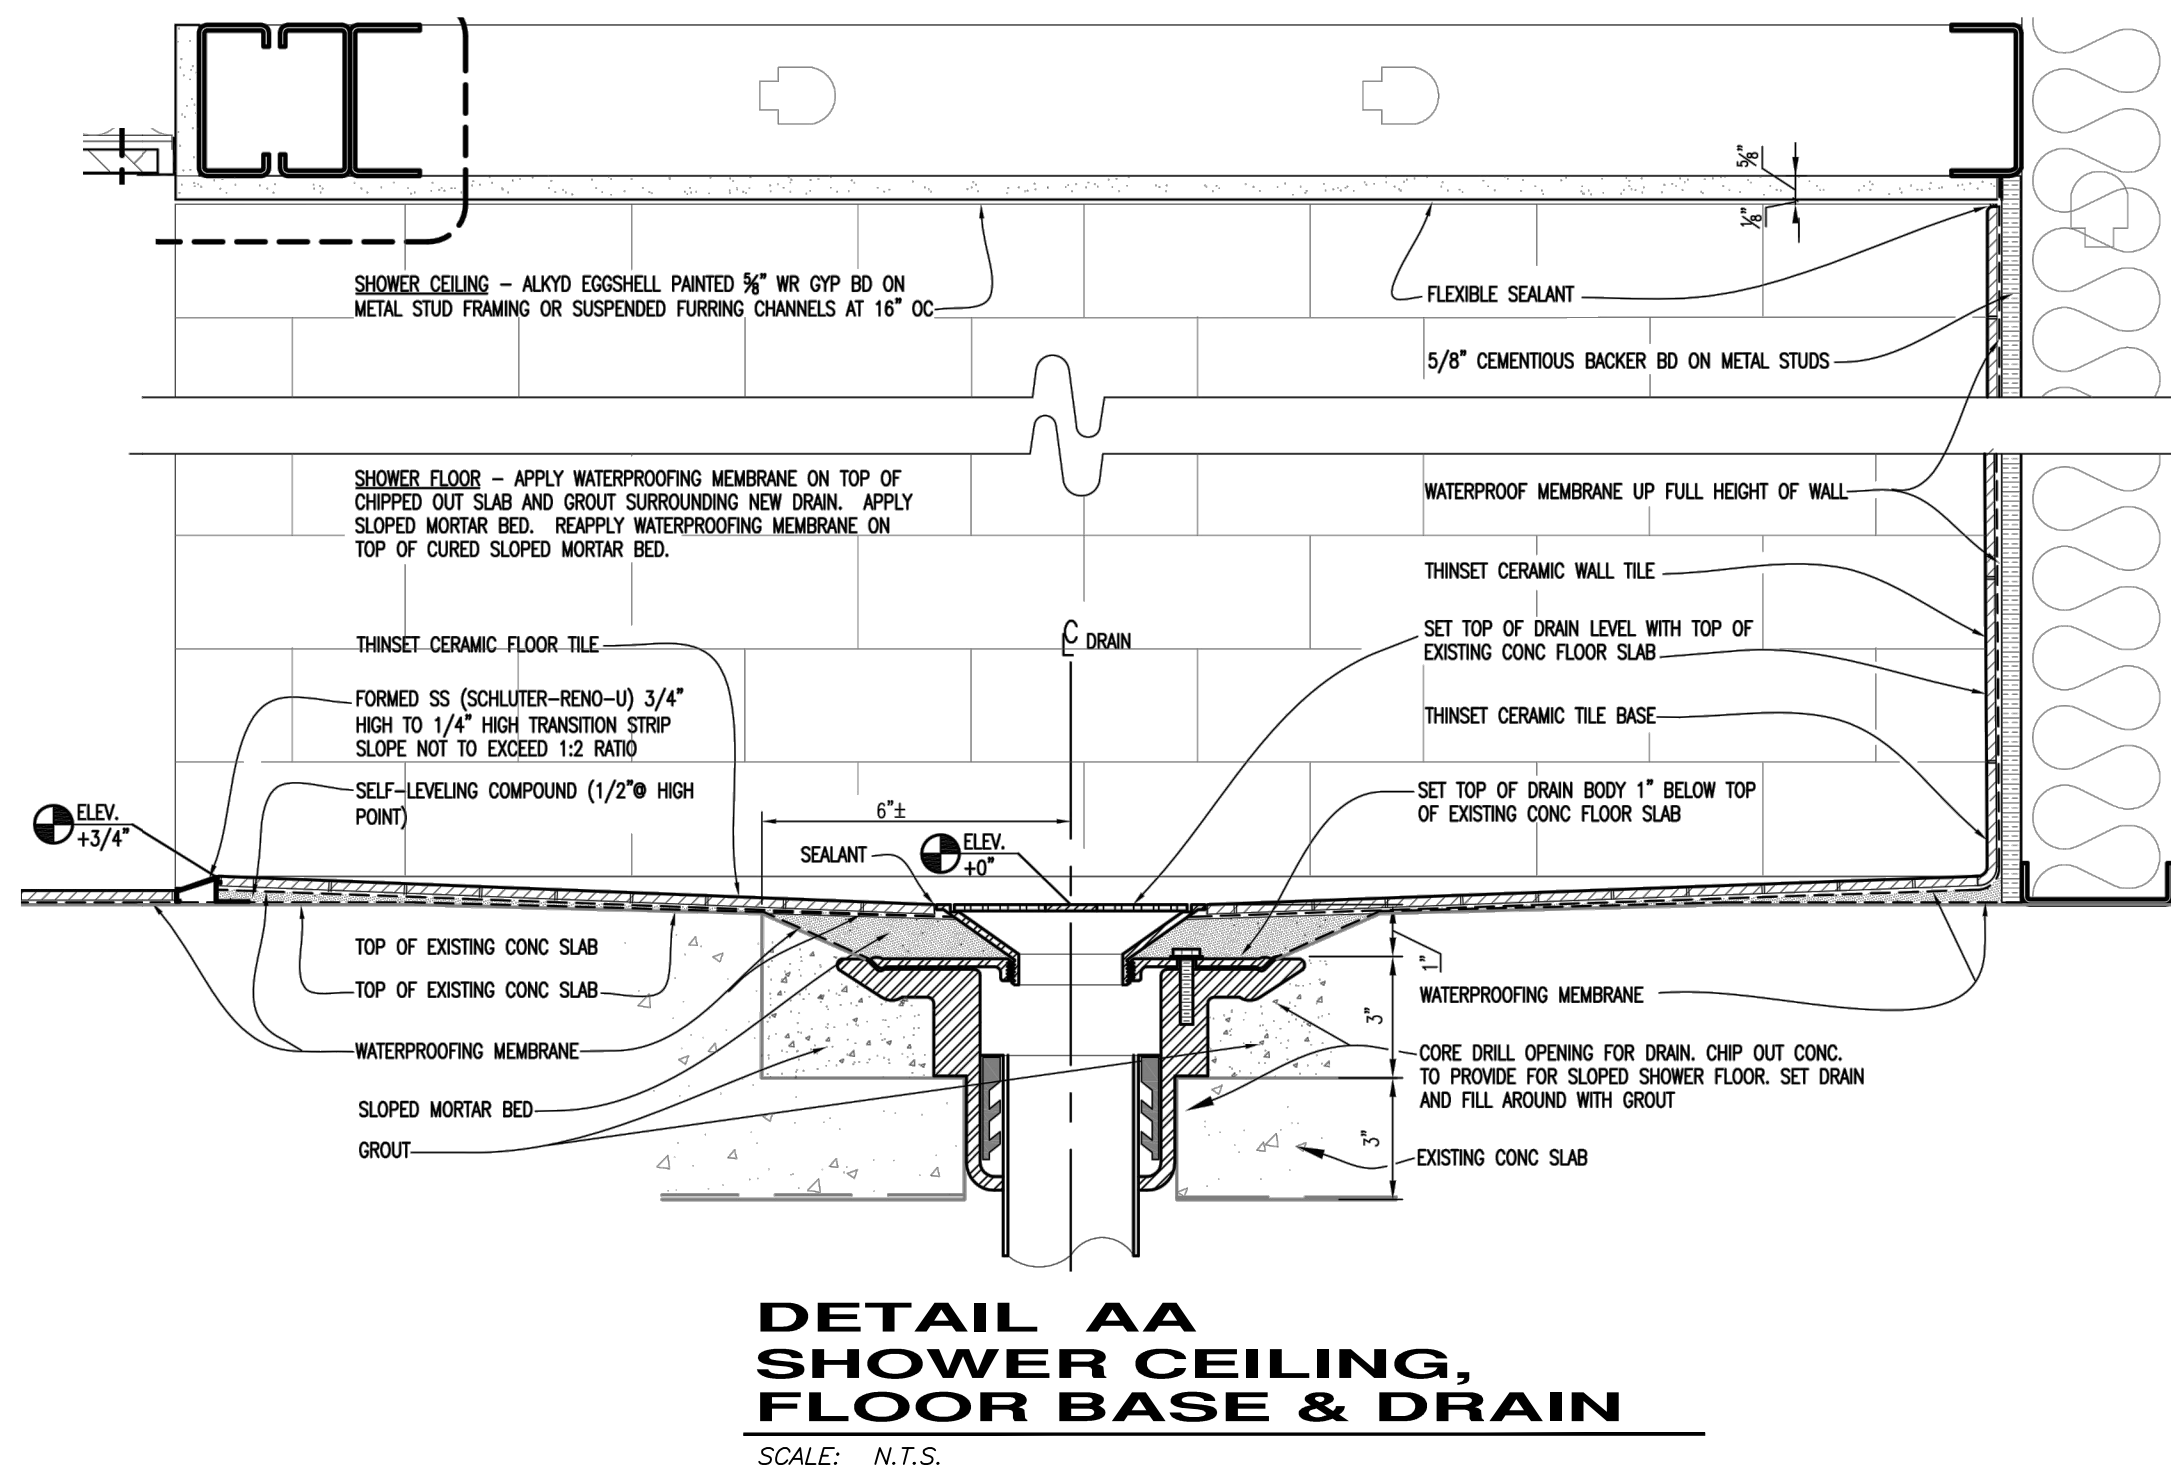 5/8"
1/8"
SHOWER CEILING – ALKYD EGGSHELL PAINTED 5/8" WR GYP BD ON
METAL STUD FRAMING OR SUSPENDED FURRING CHANNELS AT 16" OC
FLEXIBLE SEALANT
5/8" CEMENTIOUS BACKER BD ON METAL STUDS
SHOWER FLOOR – APPLY WATERPROOFING MEMBRANE ON TOP OF
CHIPPED OUT SLAB AND GROUT SURROUNDING NEW DRAIN. APPLY
SLOPED MORTAR BED. REAPPLY WATERPROOFING MEMBRANE ON
TOP OF CURED SLOPED MORTAR BED.
WATERPROOF MEMBRANE UP FULL HEIGHT OF WALL
THINSET CERAMIC WALL TILE
THINSET CERAMIC FLOOR TILE
CL DRAIN
SET TOP OF DRAIN LEVEL WITH TOP OF
EXISTING CONC FLOOR SLAB
FORMED SS (SCHLUTER-RENO-U) 3/4"
HIGH TO 1/4" HIGH TRANSITION STRIP
SLOPE NOT TO EXCEED 1:2 RATIO
THINSET CERAMIC TILE BASE
SELF-LEVELING COMPOUND (1/2"@ HIGH
POINT)
SET TOP OF DRAIN BODY 1" BELOW TOP
OF EXISTING CONC FLOOR SLAB
ELEV.
+3/4"
6"±
SEALANT
ELEV.
+0"
TOP OF EXISTING CONC SLAB
TOP OF EXISTING CONC SLAB
1"
WATERPROOFING MEMBRANE
3"
WATERPROOFING MEMBRANE
CORE DRILL OPENING FOR DRAIN. CHIP OUT CONC.
TO PROVIDE FOR SLOPED SHOWER FLOOR. SET DRAIN
AND FILL AROUND WITH GROUT
SLOPED MORTAR BED
GROUT
3"
EXISTING CONC SLAB
DETAIL AA
SHOWER CEILING,
FLOOR BASE & DRAIN
SCALE: N.T.S.